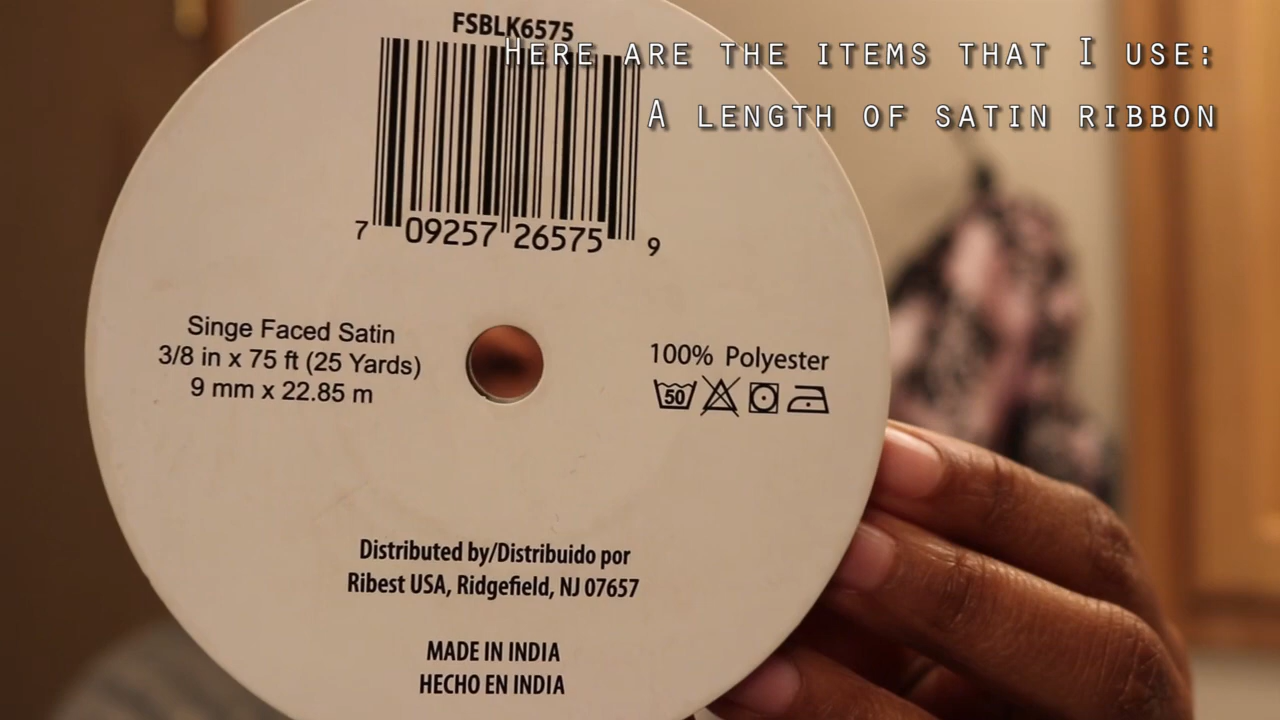 FSBLK6575
HERE ARE THE ITEMS THAT I USE:
A LENGTH OF SATIN RIBBON
7 09257 26575 9
Singe Faced Satin
3/8 in x 75 ft (25 Yards)
9 mm x 22.85 m
100% Polyester
50
Distributed by/Distribuido por
Ribest USA, Ridgefield, NJ 07657
MADE IN INDIA
HECHO EN INDIA